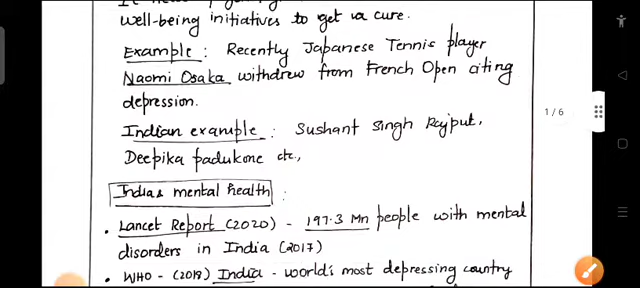 well-being initiatives to get a cure.
Example : Recently Japanese Tennis player
Naomi Osaka withdrew from French Open citing
depression.
Indian example : Sushant Singh Rajput,
Deepika Padukone etc.,
1/6
India & mental health :
• Lancet Report (2020) - 197.3 Mn people with mental
disorders in India (2017)
• WHO - (2018) India - world's most depressing country